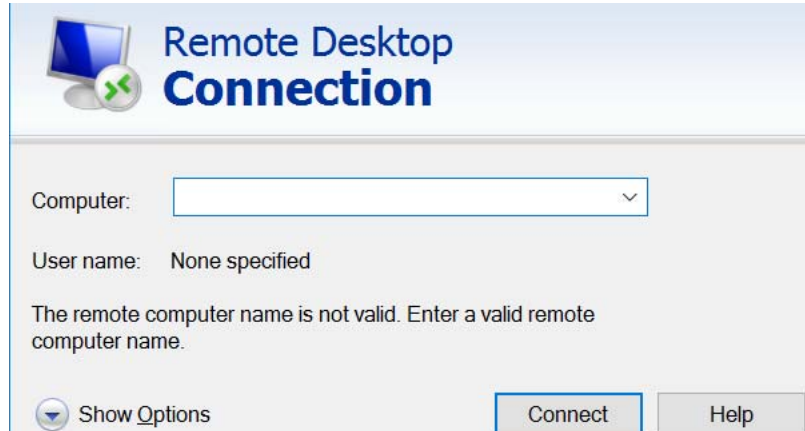 Remote Desktop
Connection
Computer:
User name: None specified
The remote computer name is not valid. Enter a valid remote
computer name.
Show Options Connect Help